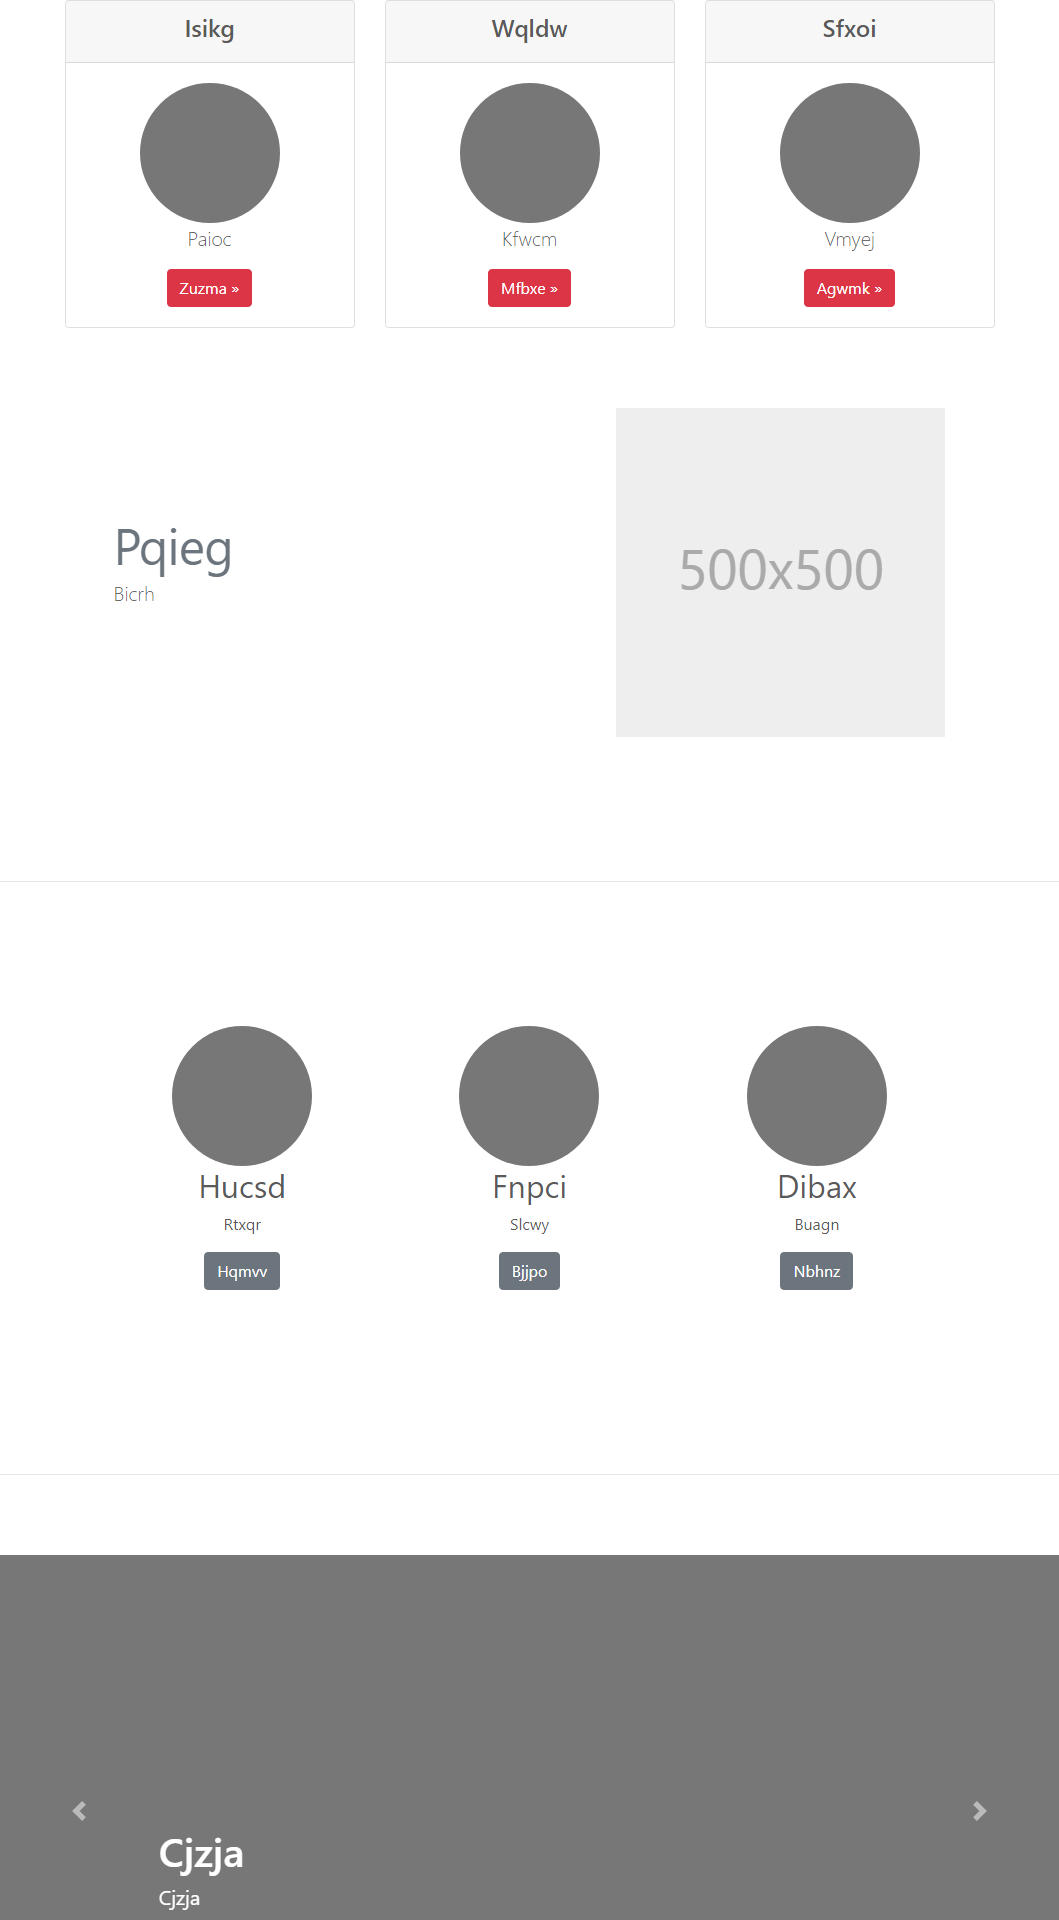 Isikg
Wqldw
Sfxoi
Paioc
Kfwcm
Vmyej
Zuzma »
Mfbxe »
Agwmk »
Pqieg
Bicrh
500x500
Hucsd
Fnpci
Dibax
Rtxqr
Slcwy
Buagn
Hqmvv
Bjjpo
Nbhnz
Cjzja
Cjzja